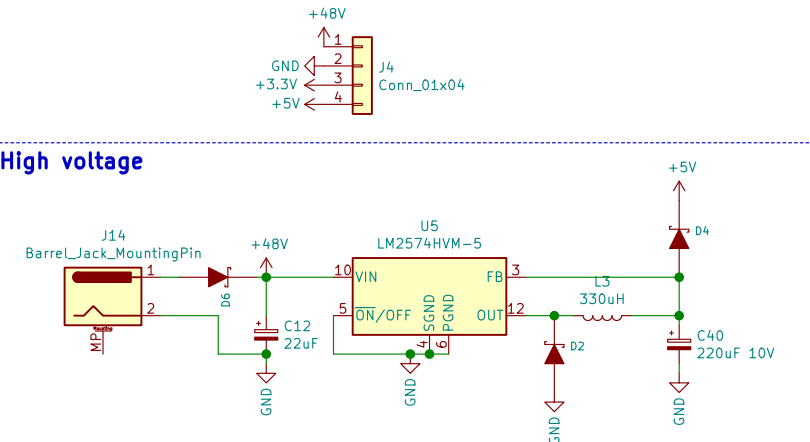 +48V
1
GND 2 J4
+3.3V 3 Conn_01x04
+5V 4
High voltage
+5V
J14
Barrel_Jack_MountingPin
+48V
U5
LM2574HVM-5
D4
1
2
Mounting
MP
D6
C12
22uF
+
GND
10 VIN
5 ON/OFF
SGND
PGND
4
6
FB 3
OUT 12
GND
L3
330uH
D2
GND
+
C40
220uF 10V
GND